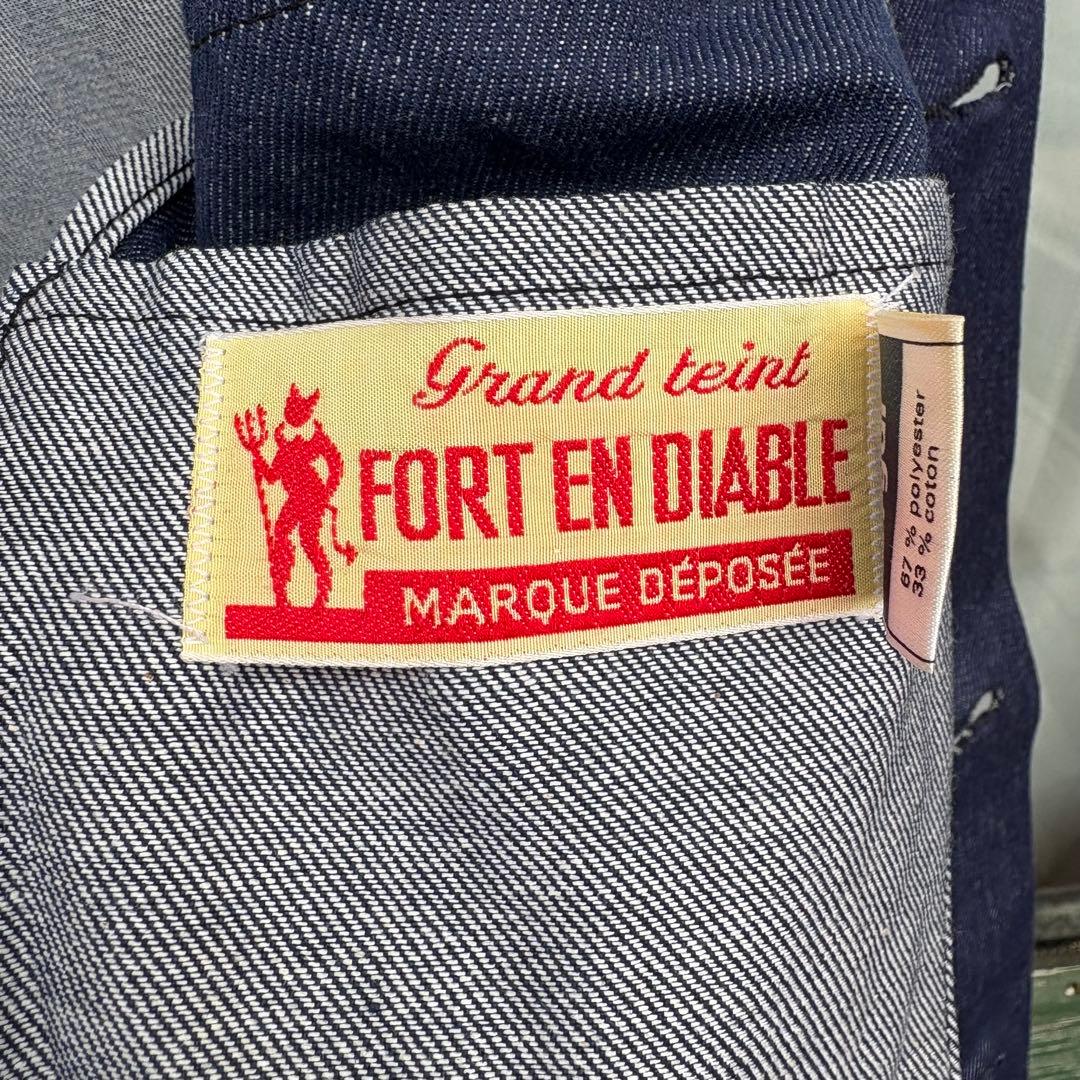 Grand teint
FORT EN DIABLE
MARQUE DÉPOSÉE
67 % polyester
33 % coton